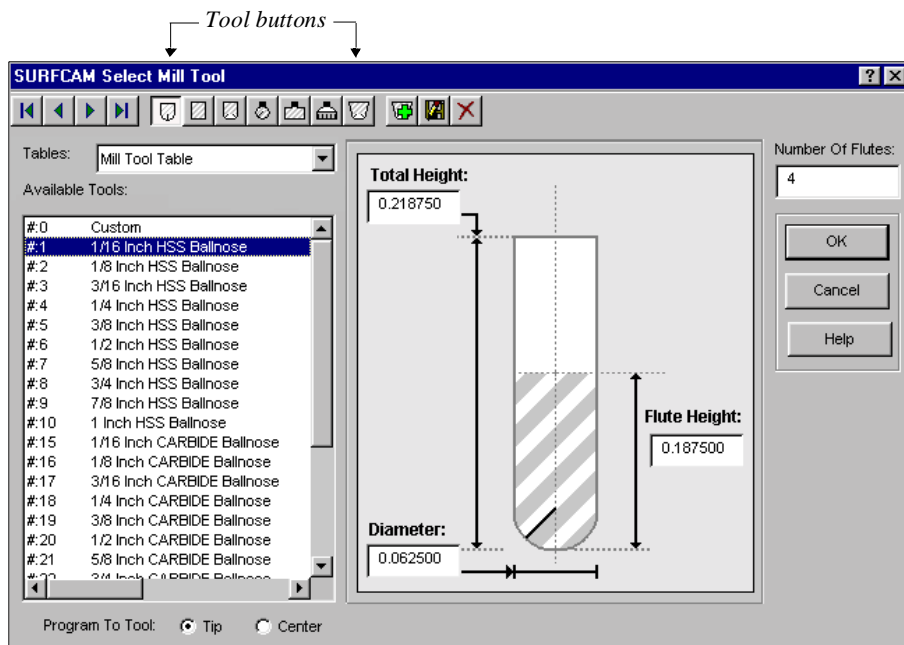 Tool buttons
SURFCAM Select Mill Tool
Tables: Mill Tool Table
Available Tools:
#:0 Custom
#:1 1/16 Inch HSS Ballnose
#:2 1/8 Inch HSS Ballnose
#:3 3/16 Inch HSS Ballnose
#:4 1/4 Inch HSS Ballnose
#:5 3/8 Inch HSS Ballnose
#:6 1/2 Inch HSS Ballnose
#:7 5/8 Inch HSS Ballnose
#:8 3/4 Inch HSS Ballnose
#:9 7/8 Inch HSS Ballnose
#:10 1 Inch HSS Ballnose
#:15 1/16 Inch CARBIDE Ballnose
#:16 1/8 Inch CARBIDE Ballnose
#:17 3/16 Inch CARBIDE Ballnose
#:18 1/4 Inch CARBIDE Ballnose
#:19 3/8 Inch CARBIDE Ballnose
#:20 1/2 Inch CARBIDE Ballnose
#:21 5/8 Inch CARBIDE Ballnose
#:22 3/4 Inch CARBIDE Ballnose
Program To Tool: Tip Center
Total Height:
0.218750
Flute Height:
0.187500
Diameter:
0.062500
Number Of Flutes:
4
OK
Cancel
Help